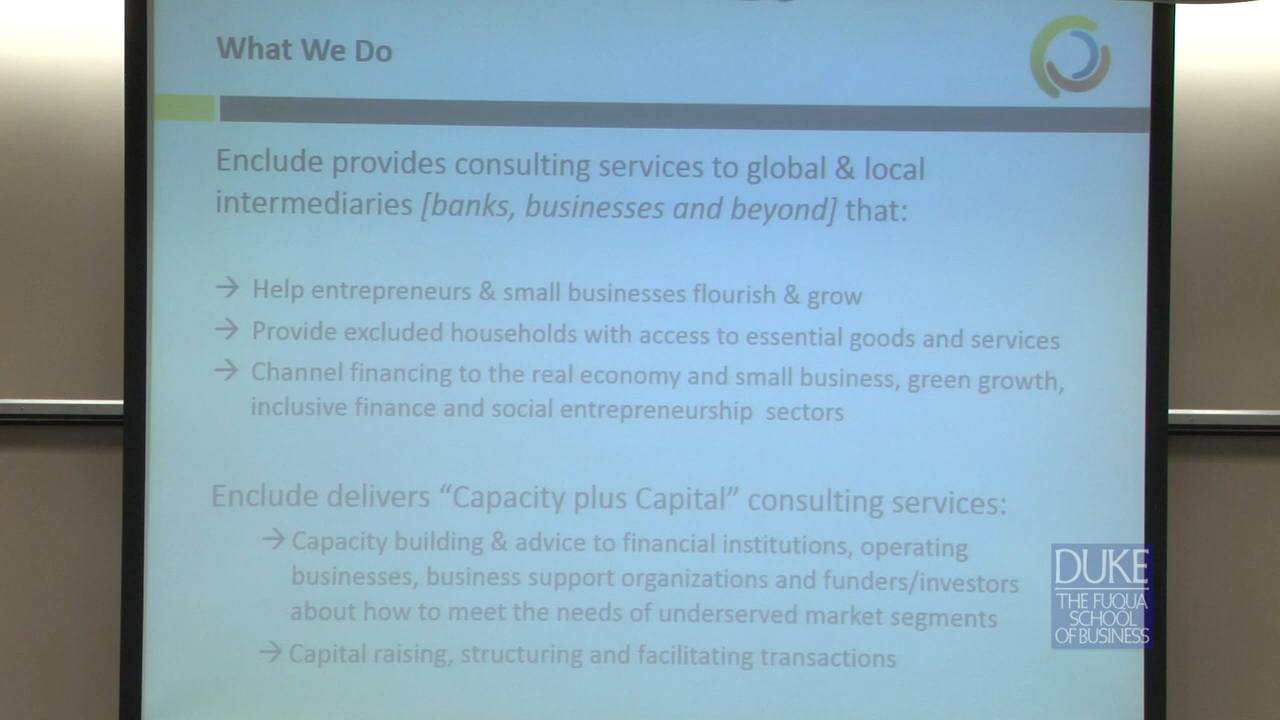 What We Do
Enclude provides consulting services to global & local
intermediaries [banks, businesses and beyond] that:
→ Help entrepreneurs & small businesses flourish & grow
→ Provide excluded households with access to essential goods and services
→ Channel financing to the real economy and small business, green growth,
inclusive finance and social entrepreneurship sectors
Enclude delivers “Capacity plus Capital” consulting services:
→ Capacity building & advice to financial institutions, operating
businesses, business support organizations and funders/investors
about how to meet the needs of underserved market segments
→ Capital raising, structuring and facilitating transactions
DUKE
THE FUQUA
SCHOOL
OF BUSINESS